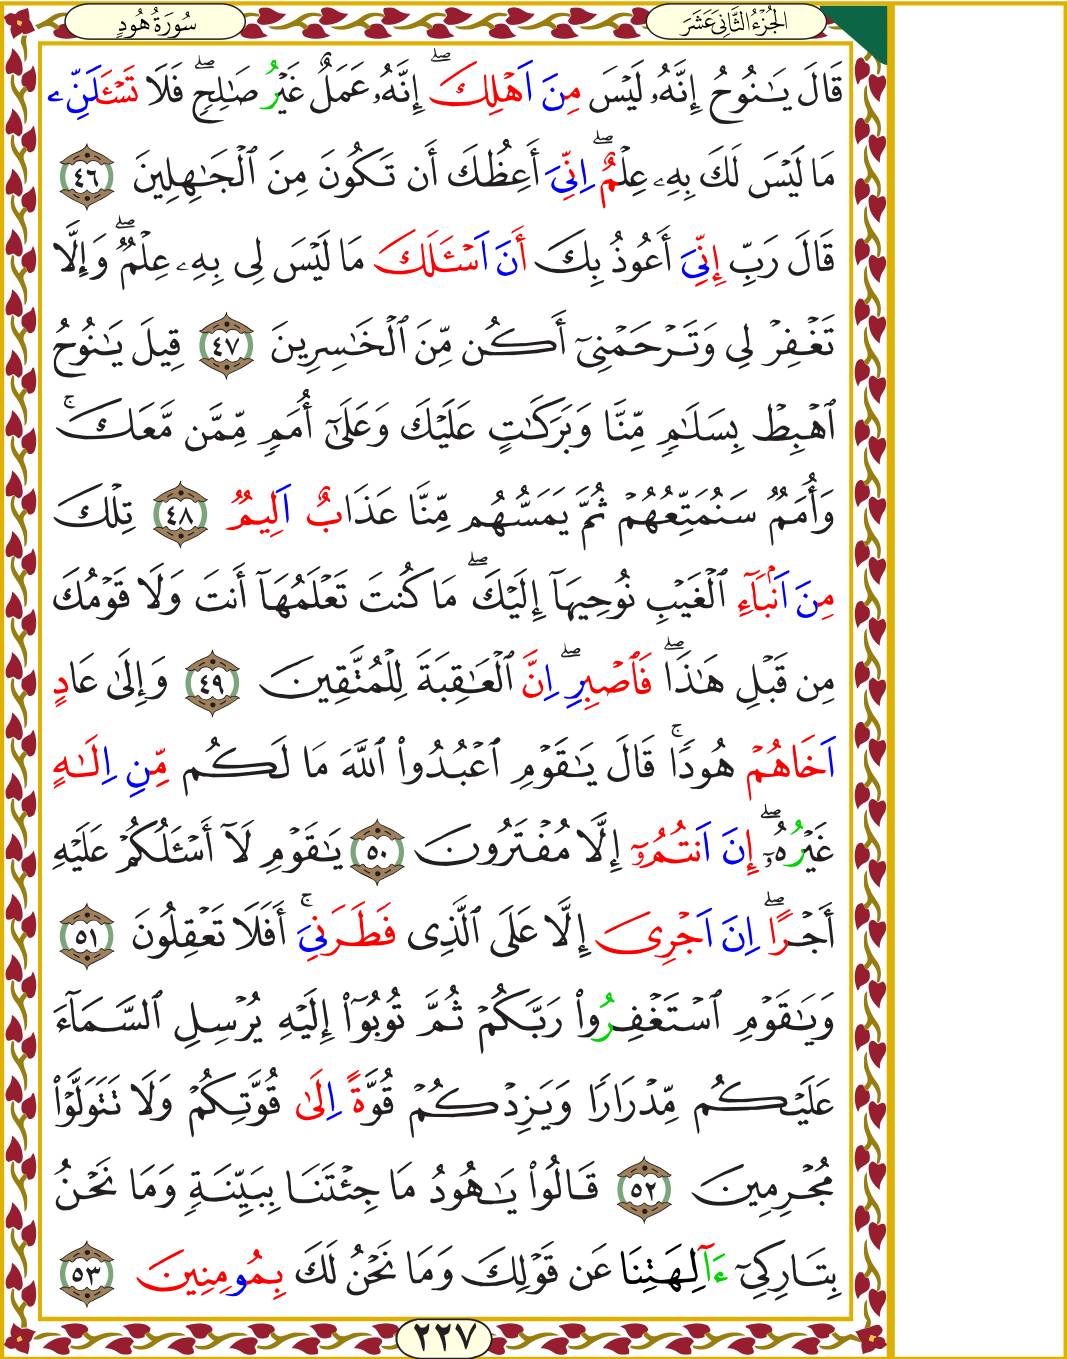 الجُزْءُ الثَّانِىَ عَشَرَ
سُورَةُ هُودٍ
قَالَ يَٰنُوحُ إِنَّهُۥ لَيْسَ مِنَ اَهْلِكَۖ إِنَّهُۥ عَمَلٌ غَيْرُ صَٰلِحٖۖ فَلَا تَسْـَٔلَنِّۦ
مَا لَيْسَ لَكَ بِهِۦ عِلْمٌۖ اِنِّىَ أَعِظُكَ أَن تَكُونَ مِنَ ٱلْجَٰهِلِينَ ٤٦
قَالَ رَبِّ إِنِّىَ أَعُوذُ بِكَ أَنَ اَسْـَٔلَكَ مَا لَيْسَ لِى بِهِۦ عِلْمٞۖ وَإِلَّا
تَغْفِرْ لِى وَتَرْحَمْنِىٓ أَكُن مِّنَ ٱلْخَٰسِرِينَ ٤٧ قِيلَ يَٰنُوحُ
ٱهْبِطْ بِسَلَٰمٖ مِّنَّا وَبَرَكَٰتٍ عَلَيْكَ وَعَلَىٰٓ أُمَمٖ مِّمَّن مَّعَكَۚ
وَأُمَمٞ سَنُمَتِّعُهُمْ ثُمَّ يَمَسُّهُم مِّنَّا عَذَابٌ اَلِيمٞ ٤٨ تِلْكَ
مِنَ اَنۢبَآءِ ٱلْغَيْبِ نُوحِيهَآ إِلَيْكَۖ مَا كُنتَ تَعْلَمُهَآ أَنتَ وَلَا قَوْمُكَ
مِن قَبْلِ هَٰذَاۖ فَٱصْبِرِۖ اِنَّ ٱلْعَٰقِبَةَ لِلْمُتَّقِينَ ٤٩ وَإِلَىٰ عَادٍ
اَخَاهُمْ هُودٗاۚ قَالَ يَٰقَوْمِ ٱعْبُدُوا۟ ٱللَّهَ مَا لَكُم مِّنِ اِلَٰهٍ
غَيْرُهُۥٓۖ إِنَ اَنتُمُۥٓ إِلَّا مُفْتَرُونَ ٥٠ يَٰقَوْمِ لَآ أَسْـَٔلُكُمْ عَلَيْهِ
أَجْرًاۖ اِنَ اَجْرِىَ إِلَّا عَلَى ٱلَّذِى فَطَرَنِىَۚ أَفَلَا تَعْقِلُونَ ٥١
وَيَٰقَوْمِ ٱسْتَغْفِرُوا۟ رَبَّكُمْ ثُمَّ تُوبُوٓا۟ إِلَيْهِ يُرْسِلِ ٱلسَّمَآءَ
عَلَيْكُم مِّدْرَارٗا وَيَزِدْكُمْ قُوَّةً اِلَىٰ قُوَّتِكُمْ وَلَا تَتَوَلَّوْا۟
مُجْرِمِينَ ٥٢ قَالُوا۟ يَٰهُودُ مَا جِئْتَنَا بِبَيِّنَةٖ وَمَا نَحْنُ
بِتَارِكِىٓ ءَآلِهَتِنَا عَن قَوْلِكَ وَمَا نَحْنُ لَكَ بِمُومِنِينَ ٥٣
٢٢٧